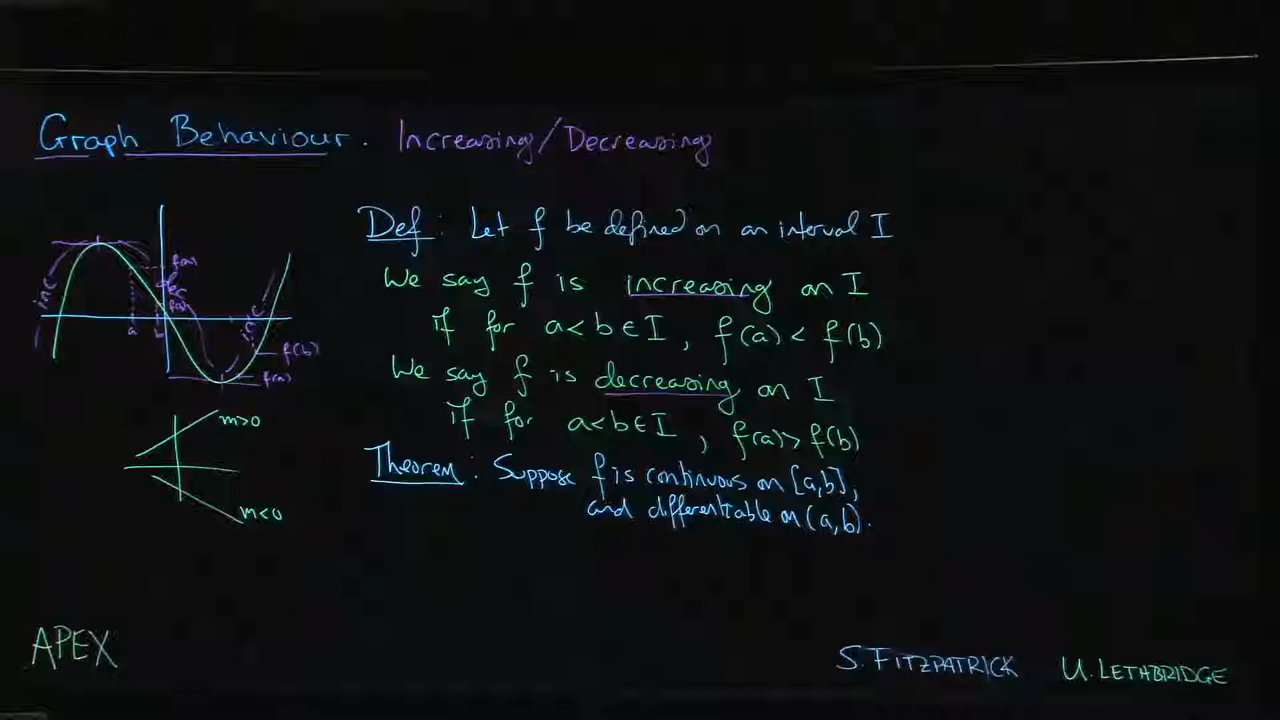 Graph Behaviour. Increasing/Decreasing
Def: Let f be defined on an interval I
We say f is increasing on I
if for a < b ∈ I, f(a) < f(b)
We say f is decreasing on I
if for a < b ∈ I, f(a) > f(b)
Theorem: Suppose f is continuous on [a,b],
and differentiable on (a,b).
inc
dec
f(a)
f(b)
a
b
f(b)
f(a)
m>0
m<0
APEX
S. FITZPATRICK U. LETHBRIDGE